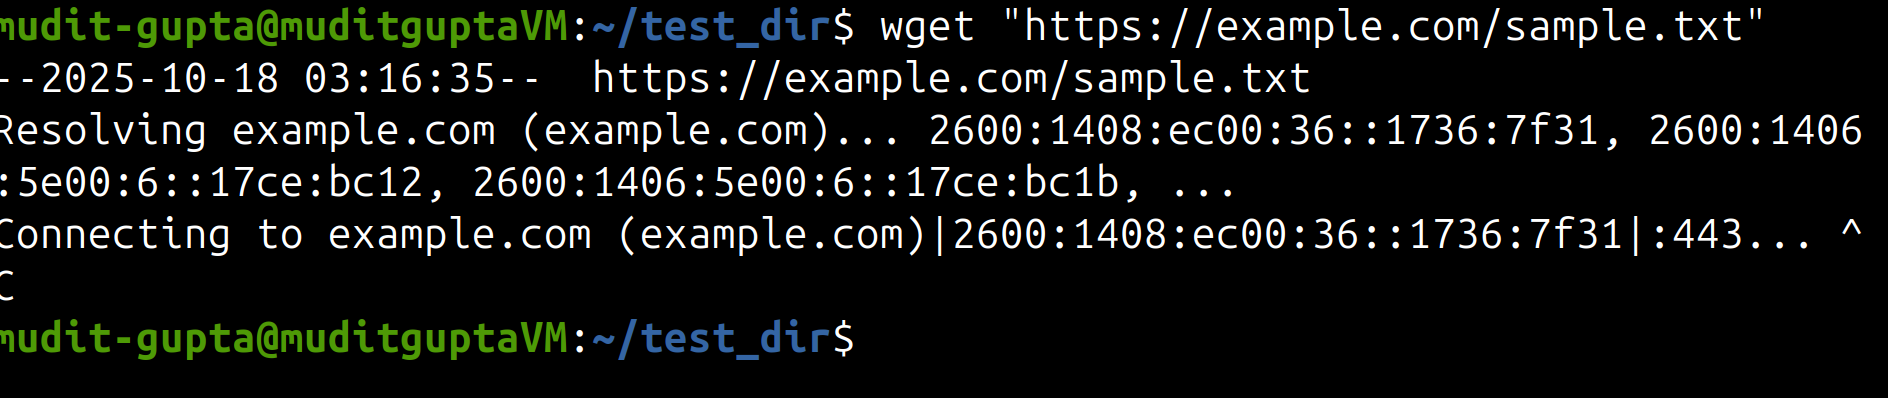 mudit-gupta@muditguptaVM:~/test_dir$ wget "https://example.com/sample.txt"
--2025-10-18 03:16:35--  https://example.com/sample.txt
Resolving example.com (example.com)... 2600:1408:ec00:36::1736:7f31, 2600:1406
:5e00:6::17ce:bc12, 2600:1406:5e00:6::17ce:bc1b, ...
Connecting to example.com (example.com)|2600:1408:ec00:36::1736:7f31|:443... ^
C
mudit-gupta@muditguptaVM:~/test_dir$